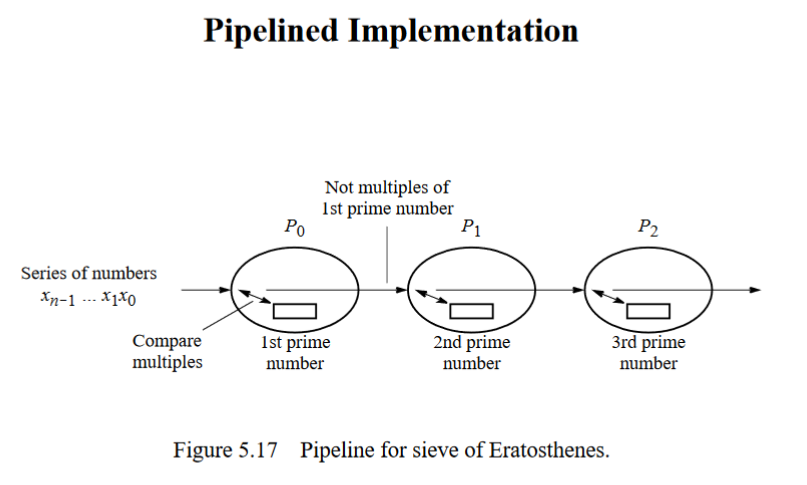 Pipelined Implementation
Not multiples of
1st prime number
P0
P1
P2
Series of numbers
xn−1 ... x1x0
Compare
multiples
1st prime
number
2nd prime
number
3rd prime
number
Figure 5.17 Pipeline for sieve of Eratosthenes.